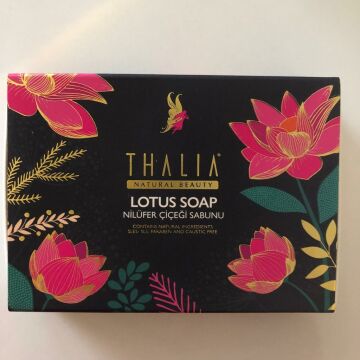 THALIA®
NATURAL BEAUTY
LOTUS SOAP
NİLÜFER ÇİÇEĞİ SABUNU
CONTAINS NATURAL INGREDIENTS
SLES/ SLS, PARABEN AND CAUSTIC FREE